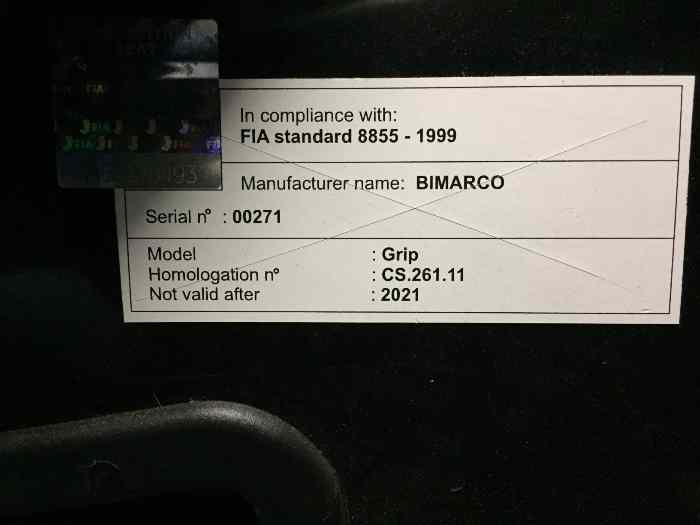 In compliance with:
FIA standard 8855 - 1999
Manufacturer name: BIMARCO
Serial n° : 00271
Model : Grip
Homologation n° : CS.261.11
Not valid after : 2021